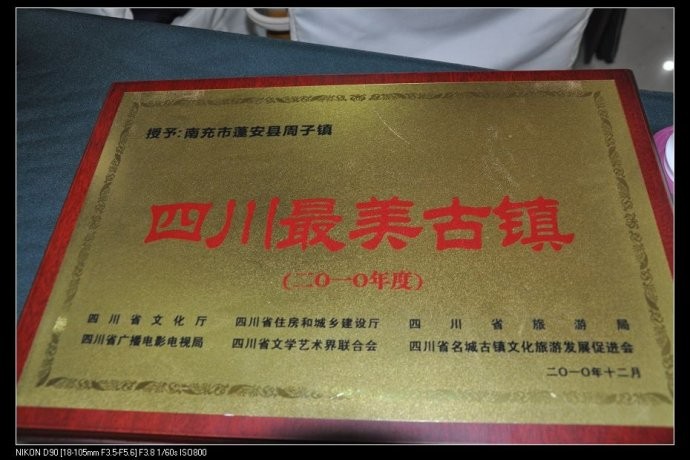 授予:南充市蓬安县周子镇
四川最美古镇
(二O一O年度)
四川省文化厅 四川省住房和城乡建设厅 四川省旅游局
四川省广播电影电视局 四川省文学艺术界联合会 四川省名城古镇文化旅游发展促进会
二O一O年十二月
NIKON D90 [18-105mm F3.5-F5.6] F3.8 1/60s ISO800